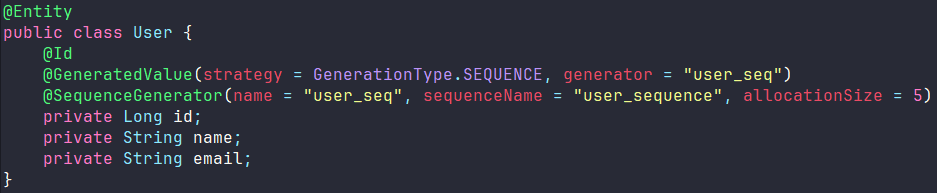 @Entity
public class User {
    @Id
    @GeneratedValue(strategy = GenerationType.SEQUENCE, generator = "user_seq")
    @SequenceGenerator(name = "user_seq", sequenceName = "user_sequence", allocationSize = 5)
    private Long id;
    private String name;
    private String email;
}